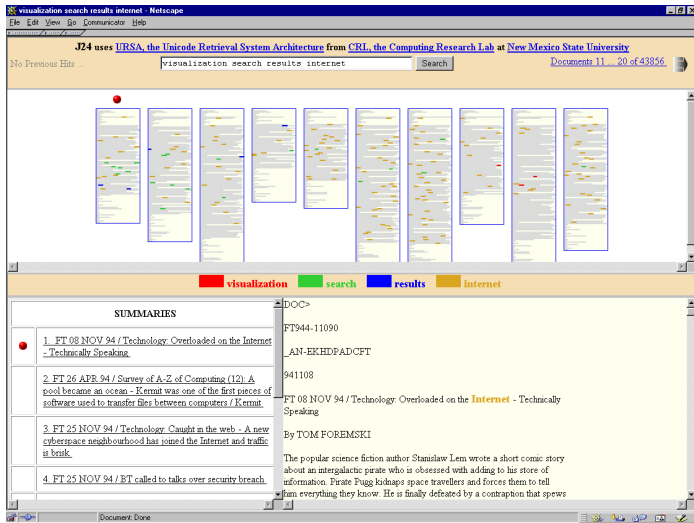 visualization search results internet - Netscape
File Edit View Go Communicator Help
J24 uses URSA, the Unicode Retrieval System Architecture from CRL, the Computing Research Lab at New Mexico State University
No Previous Hits ...
visualization search results internet
Search
Documents 11 ... 20 of 43856
visualization search results internet
SUMMARIES
1. FT 08 NOV 94 / Technology: Overloaded on the Internet
- Technically Speaking
2. FT 26 APR 94 / Survey of A-Z of Computing (12): A
pool became an ocean - Kermit was one of the first pieces of
software used to transfer files between computers / Kermit
3. FT 25 NOV 94 / Technology: Caught in the web - A new
cyberspace neighbourhood has joined the Internet and traffic
is brisk
4. FT 25 NOV 94 / BT called to talks over security breach
DOC>
FT944-11090
_AN-EKHDPADCFT
941108
FT 08 NOV 94 / Technology: Overloaded on the Internet - Technically
Speaking
By TOM FOREMSKI
The popular science fiction author Stanislaw Lem wrote a short comic story
about an intergalactic pirate who is obsessed with adding to his store of
information. Pirate Pugg kidnaps space travellers and forces them to tell
him everything they know. He is finally defeated by a contraption that spews
Document: Done